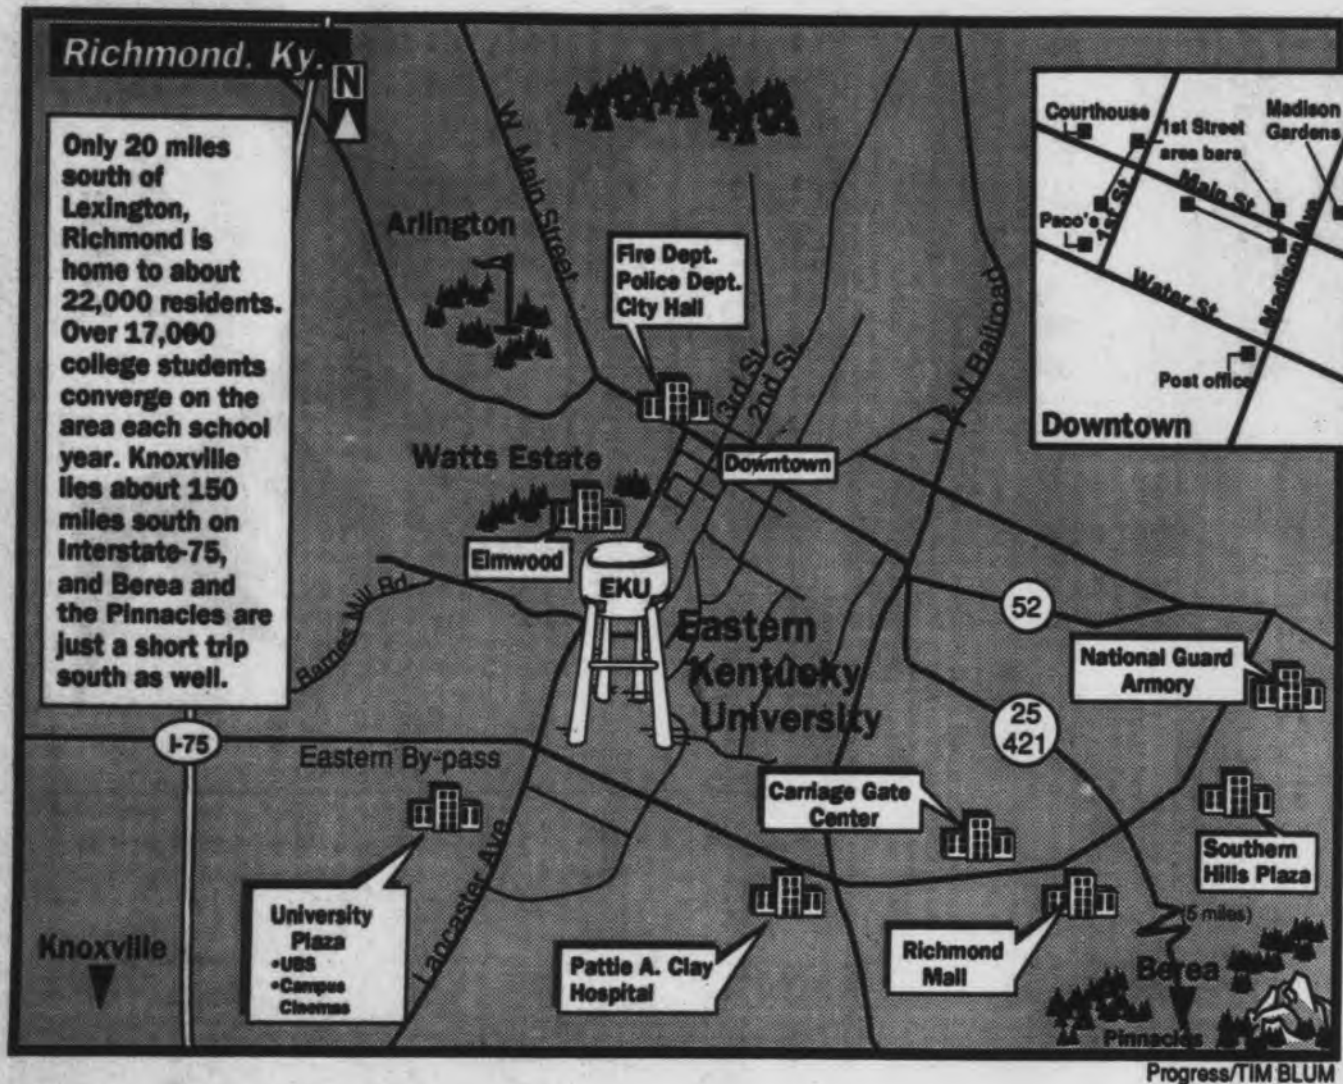 Richmond, Ky.
N
Only 20 miles
south of
Lexington,
Richmond is
home to about
22,000 residents.
Over 17,000
college students
converge on the
area each school
year. Knoxville
lies about 150
miles south on
Interstate-75,
and Berea and
the Pinnacles are
just a short trip
south as well.
W. Main Street
Arlington
Fire Dept.
Police Dept.
City Hall
3rd St.
2nd St.
L & N Railroad
Courthouse
1st Street
area bars
Madison
Gardens
Main St
Paco's
1st St.
Water St
Madison Ave
Post office
Downtown
Downtown
Watts Estate
Elmwood
EKU
Barnes Mill Rd.
Eastern
Kentucky
University
52
National Guard
Armory
25
421
I-75
Eastern By-pass
Carriage Gate
Center
Southern
Hills Plaza
University
Plaza
•UBS
•Campus
Cinemas
Lancaster Ave.
Knoxville
Pattie A. Clay
Hospital
Richmond
Mall
(5 miles)
Berea
Pinnacles
Progress/TIM BLUM